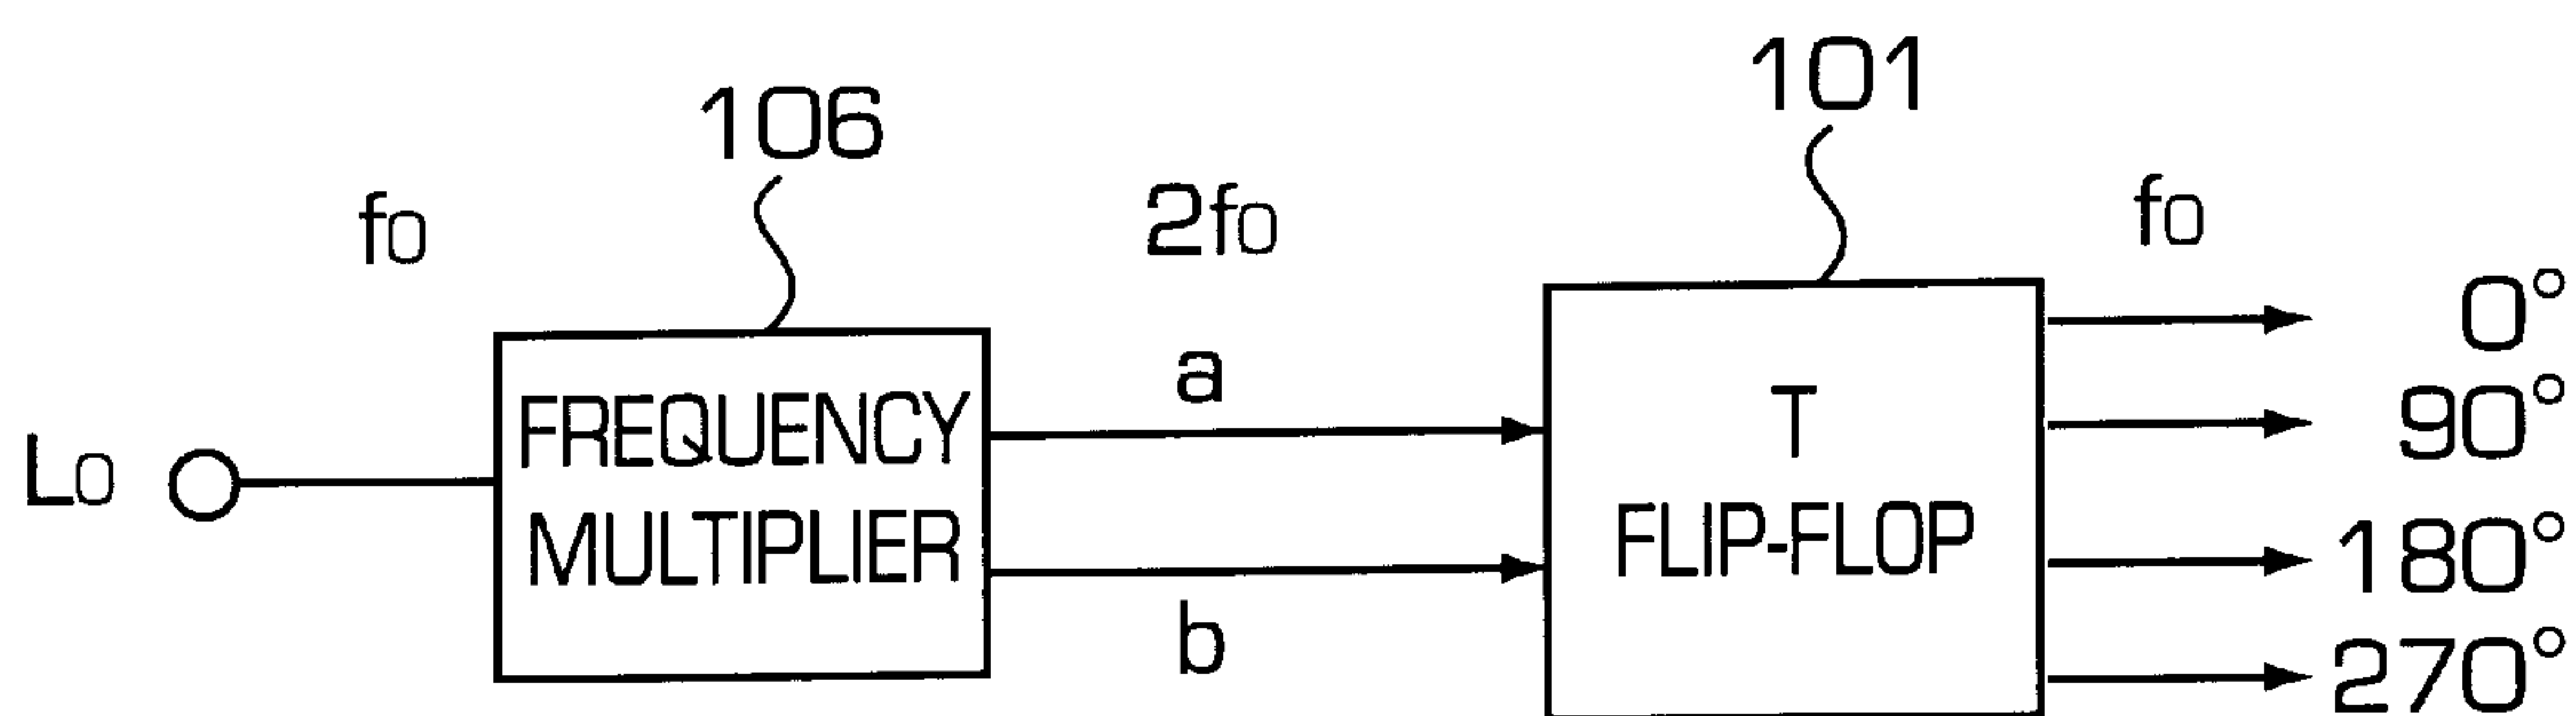 106
101
fo
2fo
fo
Lo
FREQUENCY
MULTIPLIER
a
b
T
FLIP-FLOP
0°
90°
180°
270°